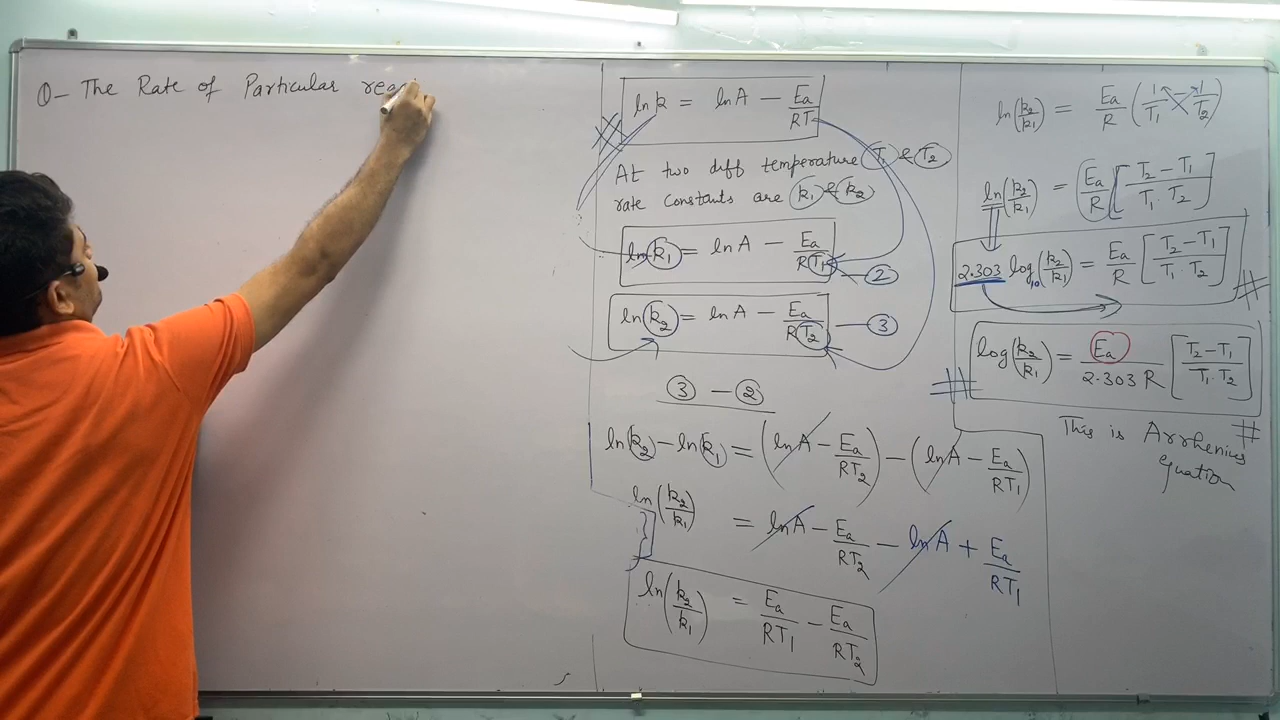 Q- The Rate of Particular reac
ln k = ln A - Ea/RT
At two diff temperature T1 & T2
rate constants are k1 & k2
ln k1 = ln A - Ea/RT1 - 2
ln k2 = ln A - Ea/RT2 - 3
3 - 2
ln(k2) - ln(k1) = (ln A - Ea/RT2) - (ln A - Ea/RT1)
ln(k2/k1) = ln A - Ea/RT2 - ln A + Ea/RT1
ln(k2/k1) = Ea/RT1 - Ea/RT2
ln(k2/k1) = Ea/R (1/T1 - 1/T2)
ln(k2/k1) = Ea/R [T2 - T1/T1 . T2]
2.303 log10(k2/k1) = Ea/R [T2 - T1/T1 . T2]
log(k2/k1) = Ea/2.303 R [T2 - T1/T1 . T2]
This is Arrhenius
equation